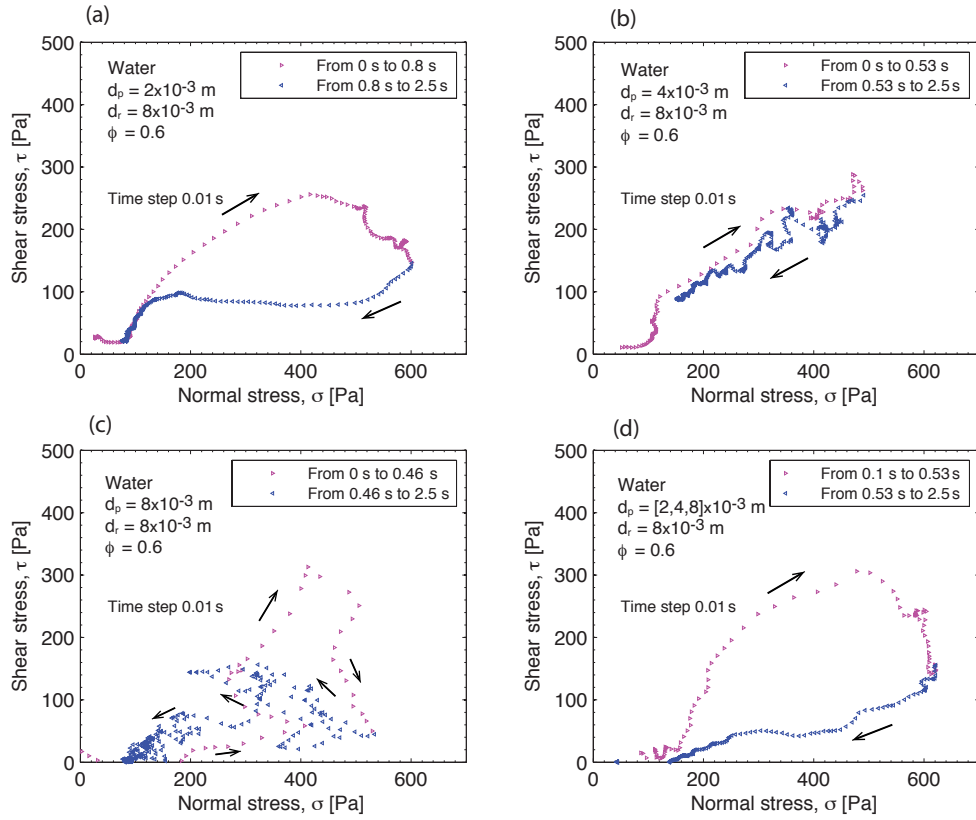 (a)
500
400
300
200
100
0
0
200
400
600
Shear stress, τ [Pa]
Normal stress, σ [Pa]
Water
d_p = 2x10^-3 m
d_r = 8x10^-3 m
ϕ = 0.6
Time step 0.01 s
From 0 s to 0.8 s
From 0.8 s to 2.5 s
(b)
500
400
300
200
100
0
0
200
400
600
Shear stress, τ [Pa]
Normal stress, σ [Pa]
Water
d_p = 4x10^-3 m
d_r = 8x10^-3 m
ϕ = 0.6
Time step 0.01 s
From 0 s to 0.53 s
From 0.53 s to 2.5 s
(c)
500
400
300
200
100
0
0
200
400
600
Shear stress, τ [Pa]
Normal stress, σ [Pa]
Water
d_p = 8x10^-3 m
d_r = 8x10^-3 m
ϕ = 0.6
Time step 0.01 s
From 0 s to 0.46 s
From 0.46 s to 2.5 s
(d)
500
400
300
200
100
0
0
200
400
600
Shear stress, τ [Pa]
Normal stress, σ [Pa]
Water
d_p = [2,4,8]x10^-3 m
d_r = 8x10^-3 m
ϕ = 0.6
Time step 0.01 s
From 0.1 s to 0.53 s
From 0.53 s to 2.5 s